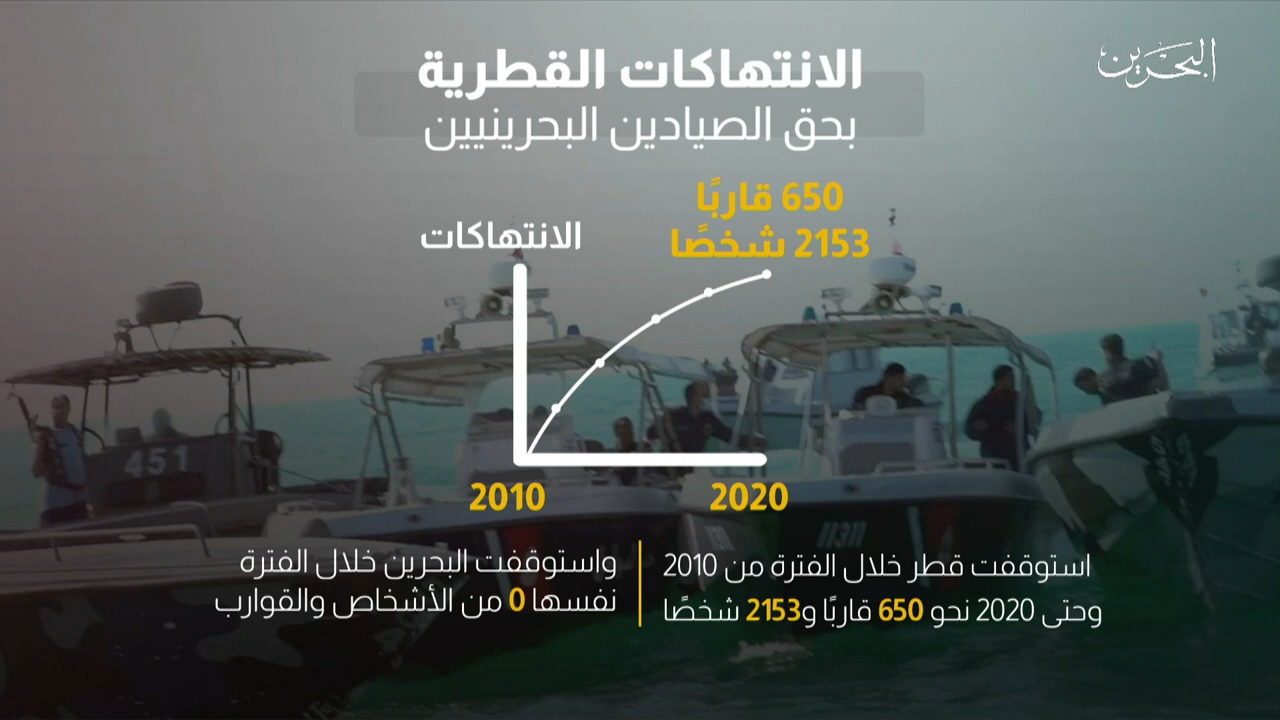 البحرين
الانتهاكات القطرية
بحق الصيادين البحرينيين
650 قاربًا
2153 شخصًا
الانتهاكات
2010
2020
استوقفت قطر خلال الفترة من 2010
وحتى 2020 نحو 650 قاربًا و2153 شخصًا
واستوقفت البحرين خلال الفترة
نفسها 0 من الأشخاص والقوارب
451